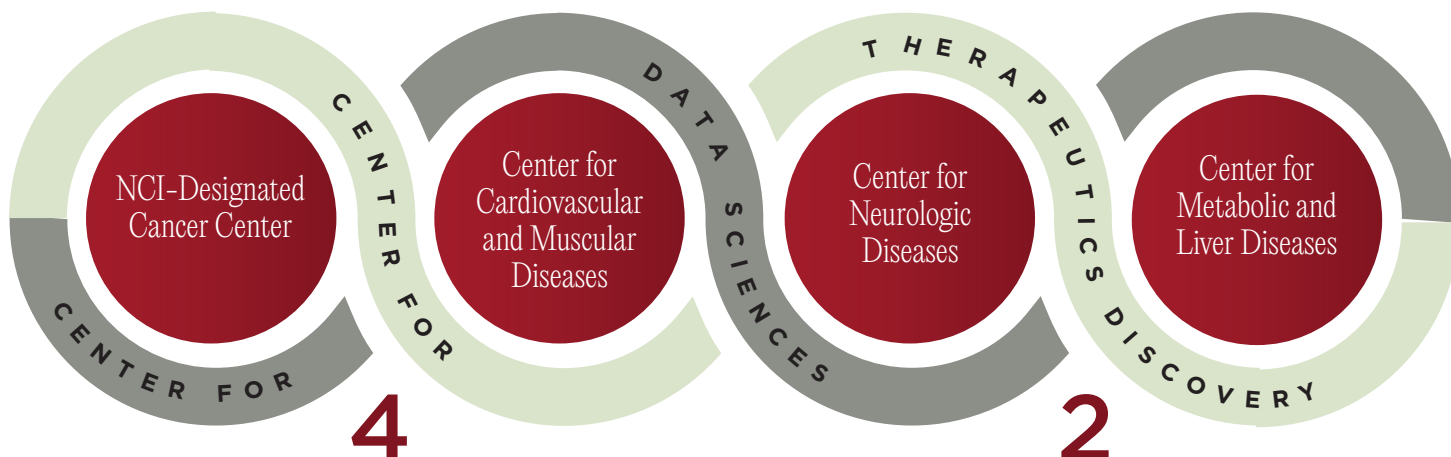 NCI-Designated
Cancer Center
Center for
Cardiovascular
and Muscular
Diseases
Center for
Neurologic
Diseases
Center for
Metabolic and
Liver Diseases
CENTER FOR
DATA SCIENCES
CENTER FOR
THERAPEUTICS DISCOVERY
4
2